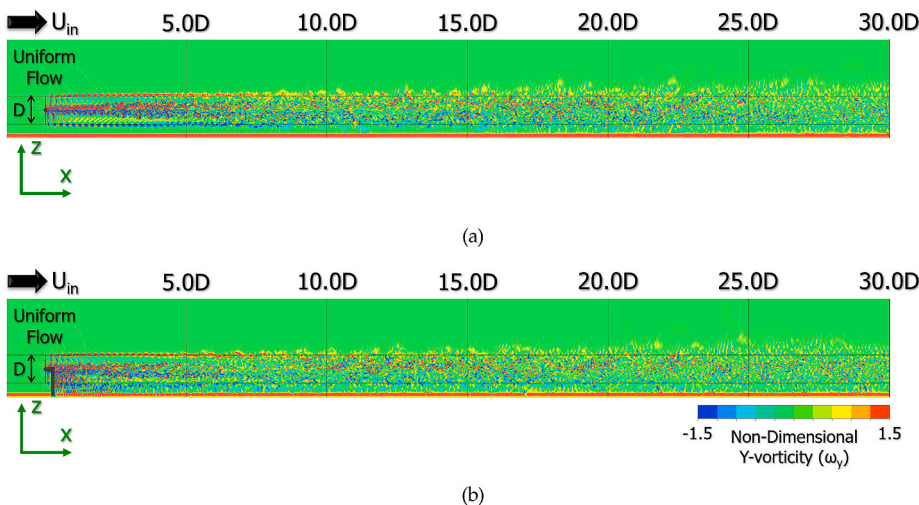 U_in 5.0D 10.0D 15.0D 20.0D 25.0D 30.0D
Uniform
Flow
D
Z
X
(a)
U_in 5.0D 10.0D 15.0D 20.0D 25.0D 30.0D
Uniform
Flow
D
Z
X
-1.5 Non-Dimensional 1.5
Y-vorticity (ω_y)
(b)